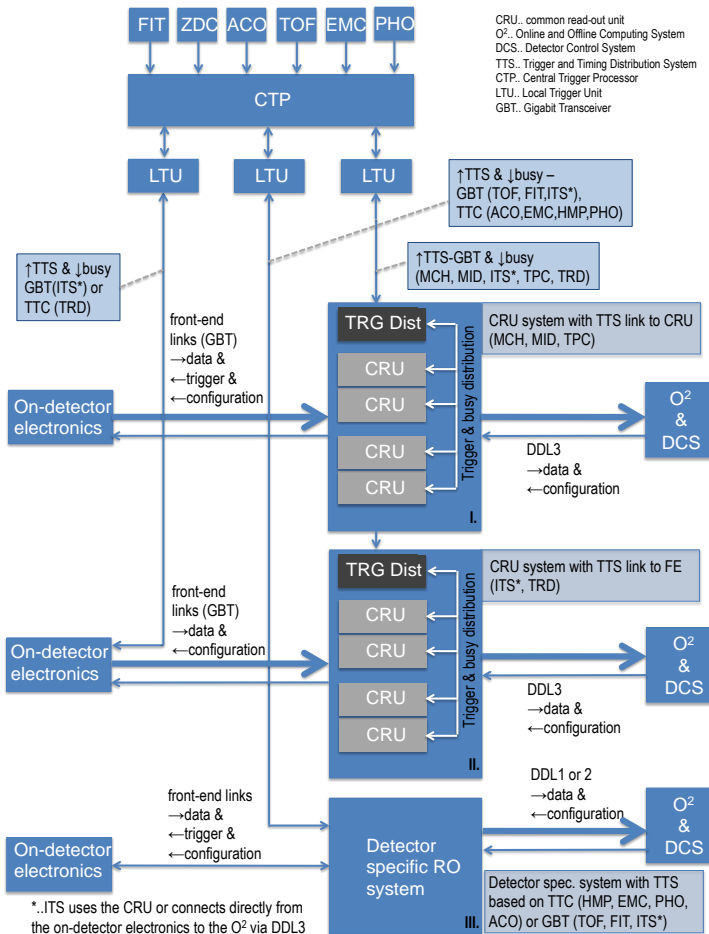 FIT ZDC ACO TOF EMC PHO
CRU.. common read-out unit
O².. Online and Offline Computing System
DCS.. Detector Control System
TTS.. Trigger and Timing Distribution System
CTP.. Central Trigger Processor
LTU.. Local Trigger Unit
GBT.. Gigabit Transceiver
CTP
LTU LTU LTU
↑TTS & ↓busy –
GBT (TOF, FIT,ITS*),
TTC (ACO,EMC,HMP,PHO)
↑TTS & ↓busy
GBT(ITS*) or
TTC (TRD)
↑TTS-GBT & ↓busy
(MCH, MID, ITS*, TPC, TRD)
front-end
links (GBT)
→data &
←trigger &
←configuration
TRG Dist
CRU
CRU
CRU
CRU
Trigger & busy distribution
I.
CRU system with TTS link to CRU
(MCH, MID, TPC)
On-detector
electronics
O²
&
DCS
DDL3
→data &
←configuration
front-end
links (GBT)
→data &
←configuration
TRG Dist
CRU
CRU
CRU
CRU
Trigger & busy distribution
II.
CRU system with TTS link to FE
(ITS*, TRD)
On-detector
electronics
O²
&
DCS
DDL3
→data &
←configuration
front-end links
→data &
←trigger &
←configuration
DDL1 or 2
→data &
←configuration
On-detector
electronics
Detector
specific RO
system
III.
O²
&
DCS
*..ITS uses the CRU or connects directly from
the on-detector electronics to the O² via DDL3
Detector spec. system with TTS
based on TTC (HMP, EMC, PHO,
ACO) or GBT (TOF, FIT, ITS*)